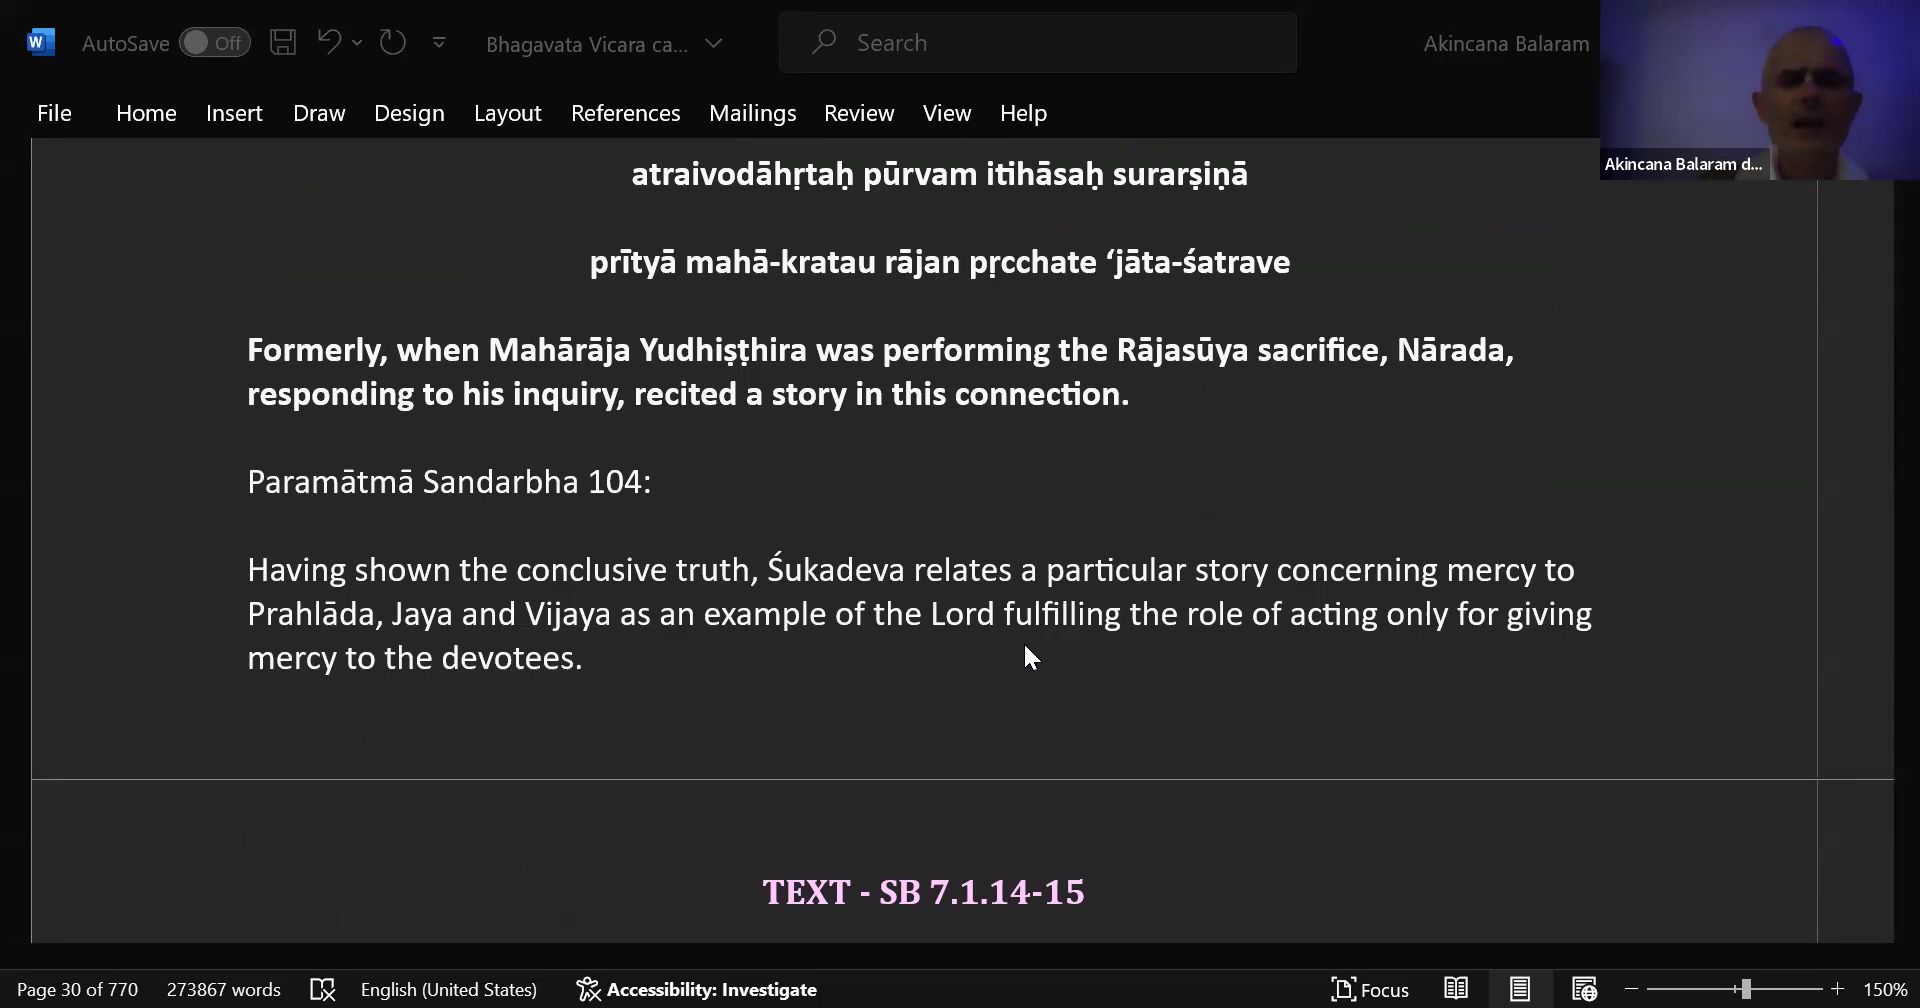 W AutoSave Off Bhagavata Vicara ca... Search Akincana Balaram
File Home Insert Draw Design Layout References Mailings Review View Help
Akincana Balaram d...
atraivodāhṛtaḥ pūrvam itihāsaḥ surarṣiṇā
prītyā mahā-kratau rājan pṛcchate ‘jāta-śatrave
Formerly, when Mahārāja Yudhiṣṭhira was performing the Rājasūya sacrifice, Nārada,
responding to his inquiry, recited a story in this connection.
Paramātmā Sandarbha 104:
Having shown the conclusive truth, Śukadeva relates a particular story concerning mercy to
Prahlāda, Jaya and Vijaya as an example of the Lord fulfilling the role of acting only for giving
mercy to the devotees.
TEXT - SB 7.1.14-15
Page 30 of 770 273867 words English (United States) Accessibility: Investigate Focus 150%